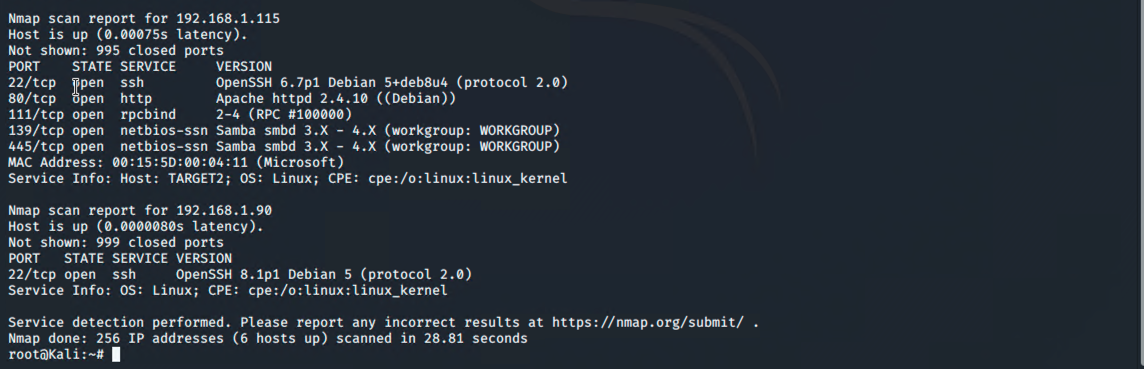 Nmap scan report for 192.168.1.115
Host is up (0.00075s latency).
Not shown: 995 closed ports
PORT    STATE SERVICE     VERSION
22/tcp  open  ssh         OpenSSH 6.7p1 Debian 5+deb8u4 (protocol 2.0)
80/tcp  open  http        Apache httpd 2.4.10 ((Debian))
111/tcp open  rpcbind     2-4 (RPC #100000)
139/tcp open  netbios-ssn Samba smbd 3.X - 4.X (workgroup: WORKGROUP)
445/tcp open  netbios-ssn Samba smbd 3.X - 4.X (workgroup: WORKGROUP)
MAC Address: 00:15:5D:00:04:11 (Microsoft)
Service Info: Host: TARGET2; OS: Linux; CPE: cpe:/o:linux:linux_kernel

Nmap scan report for 192.168.1.90
Host is up (0.0000080s latency).
Not shown: 999 closed ports
PORT   STATE SERVICE VERSION
22/tcp open  ssh     OpenSSH 8.1p1 Debian 5 (protocol 2.0)
Service Info: OS: Linux; CPE: cpe:/o:linux:linux_kernel

Service detection performed. Please report any incorrect results at https://nmap.org/submit/ .
Nmap done: 256 IP addresses (6 hosts up) scanned in 28.81 seconds
root@Kali:~#